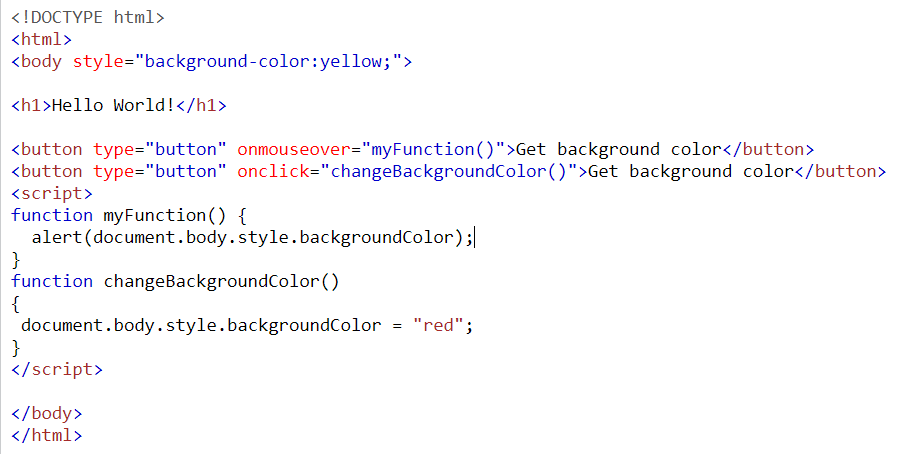 <!DOCTYPE html>
<html>
<body style="background-color:yellow;">
<h1>Hello World!</h1>
<button type="button" onmouseover="myFunction()">Get background color</button>
<button type="button" onclick="changeBackgroundColor()">Get background color</button>
<script>
function myFunction() {
  alert(document.body.style.backgroundColor);
}
function changeBackgroundColor()
{
 document.body.style.backgroundColor = "red";
}
</script>
</body>
</html>